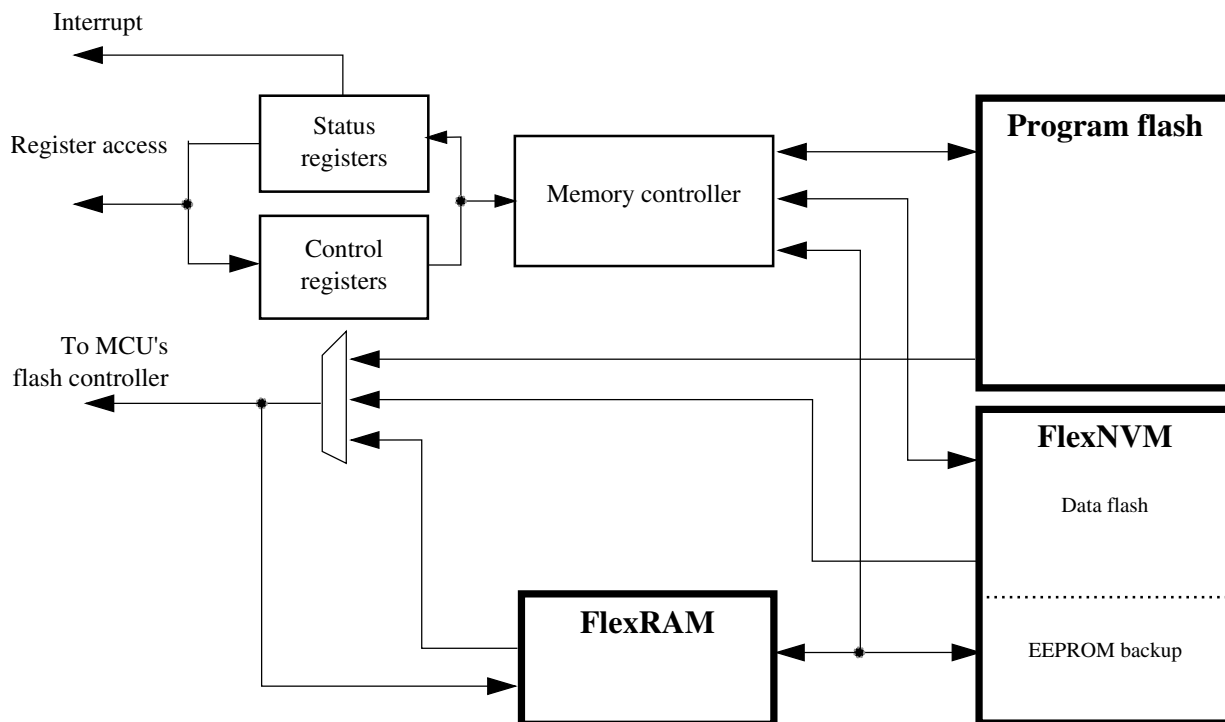 Interrupt
Register access
Status
registers
Control
registers
Memory controller
Program flash
To MCU's
flash controller
FlexNVM
Data flash
EEPROM backup
FlexRAM